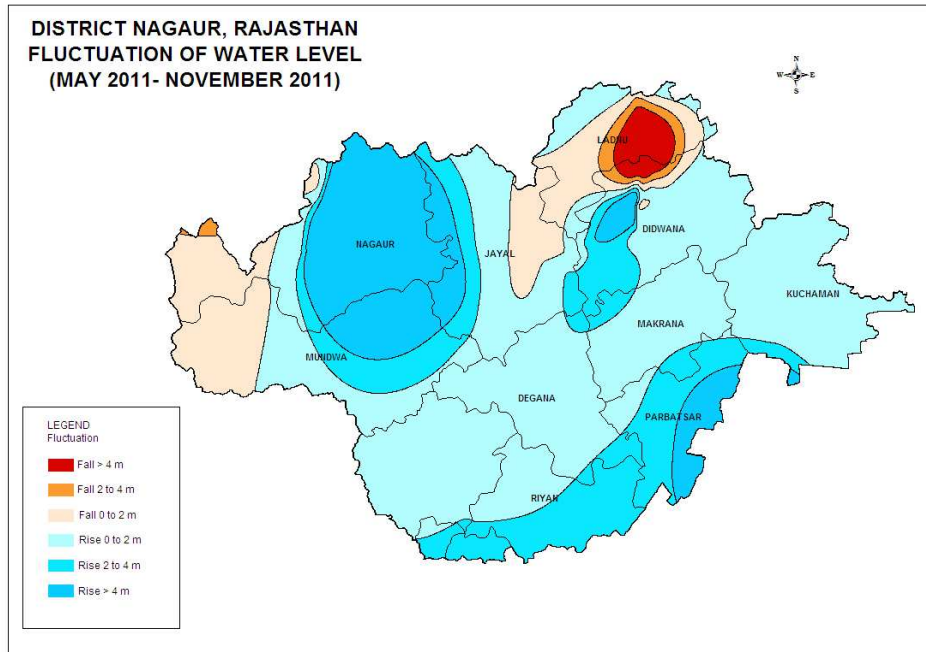 DISTRICT NAGAUR, RAJASTHAN
FLUCTUATION OF WATER LEVEL
(MAY 2011- NOVEMBER 2011)
N
W E
S
LADNU
NAGAUR
JAYAL
DIDWANA
KUCHAMAN
MAKRANA
MUNDWA
DEGANA
PARBATSAR
RIYAN
LEGEND
Fluctuation
Fall > 4 m
Fall 2 to 4 m
Fall 0 to 2 m
Rise 0 to 2 m
Rise 2 to 4 m
Rise > 4 m